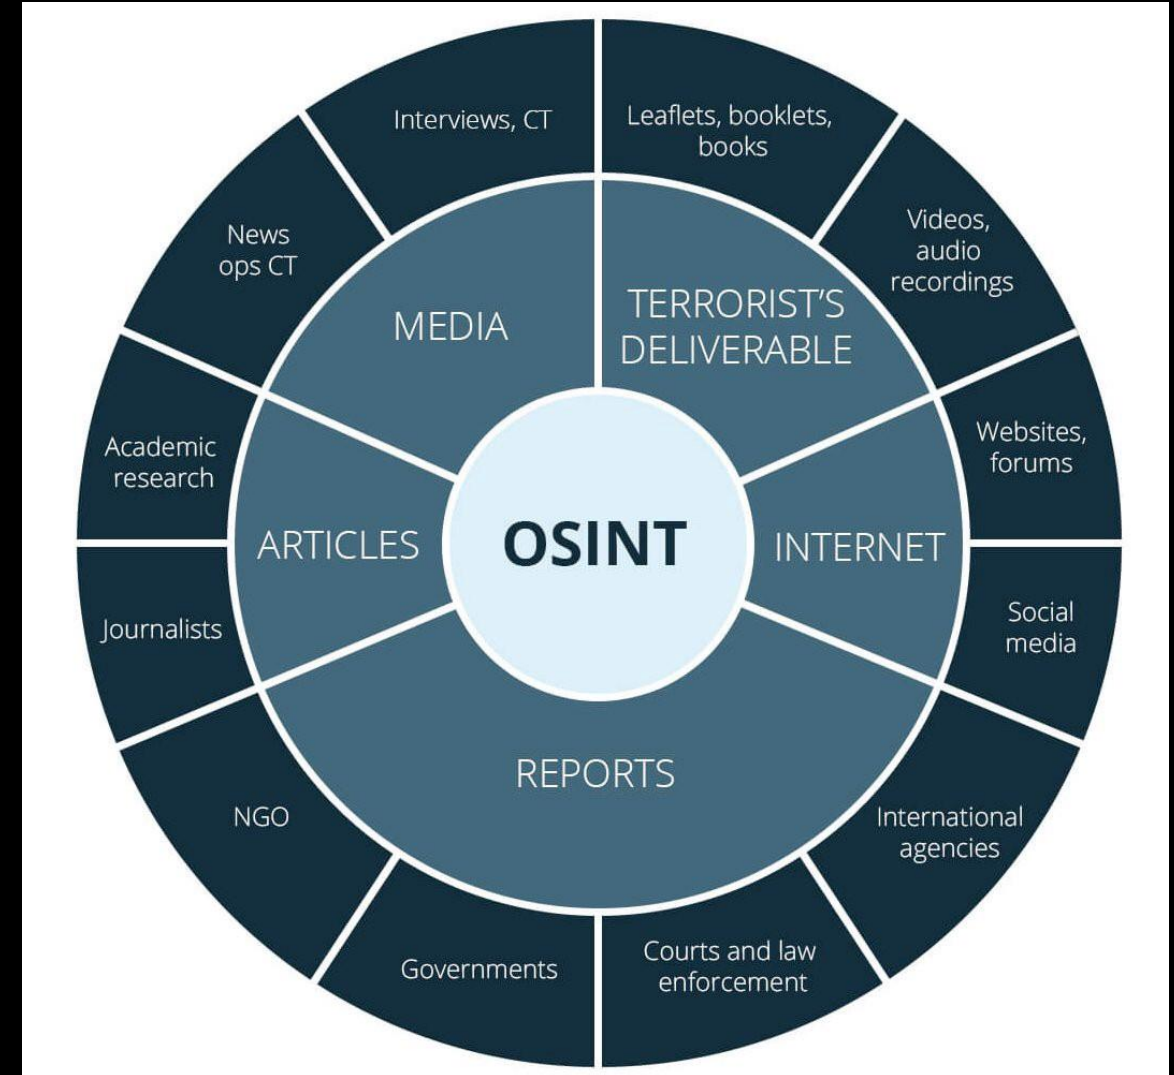 Interviews, CT
Leaflets, booklets,
books
News
ops CT
Videos,
audio
recordings
MEDIA
TERRORIST'S
DELIVERABLE
Academic
research
Websites,
forums
ARTICLES
OSINT
INTERNET
Journalists
Social
media
REPORTS
NGO
International
agencies
Governments
Courts and law
enforcement